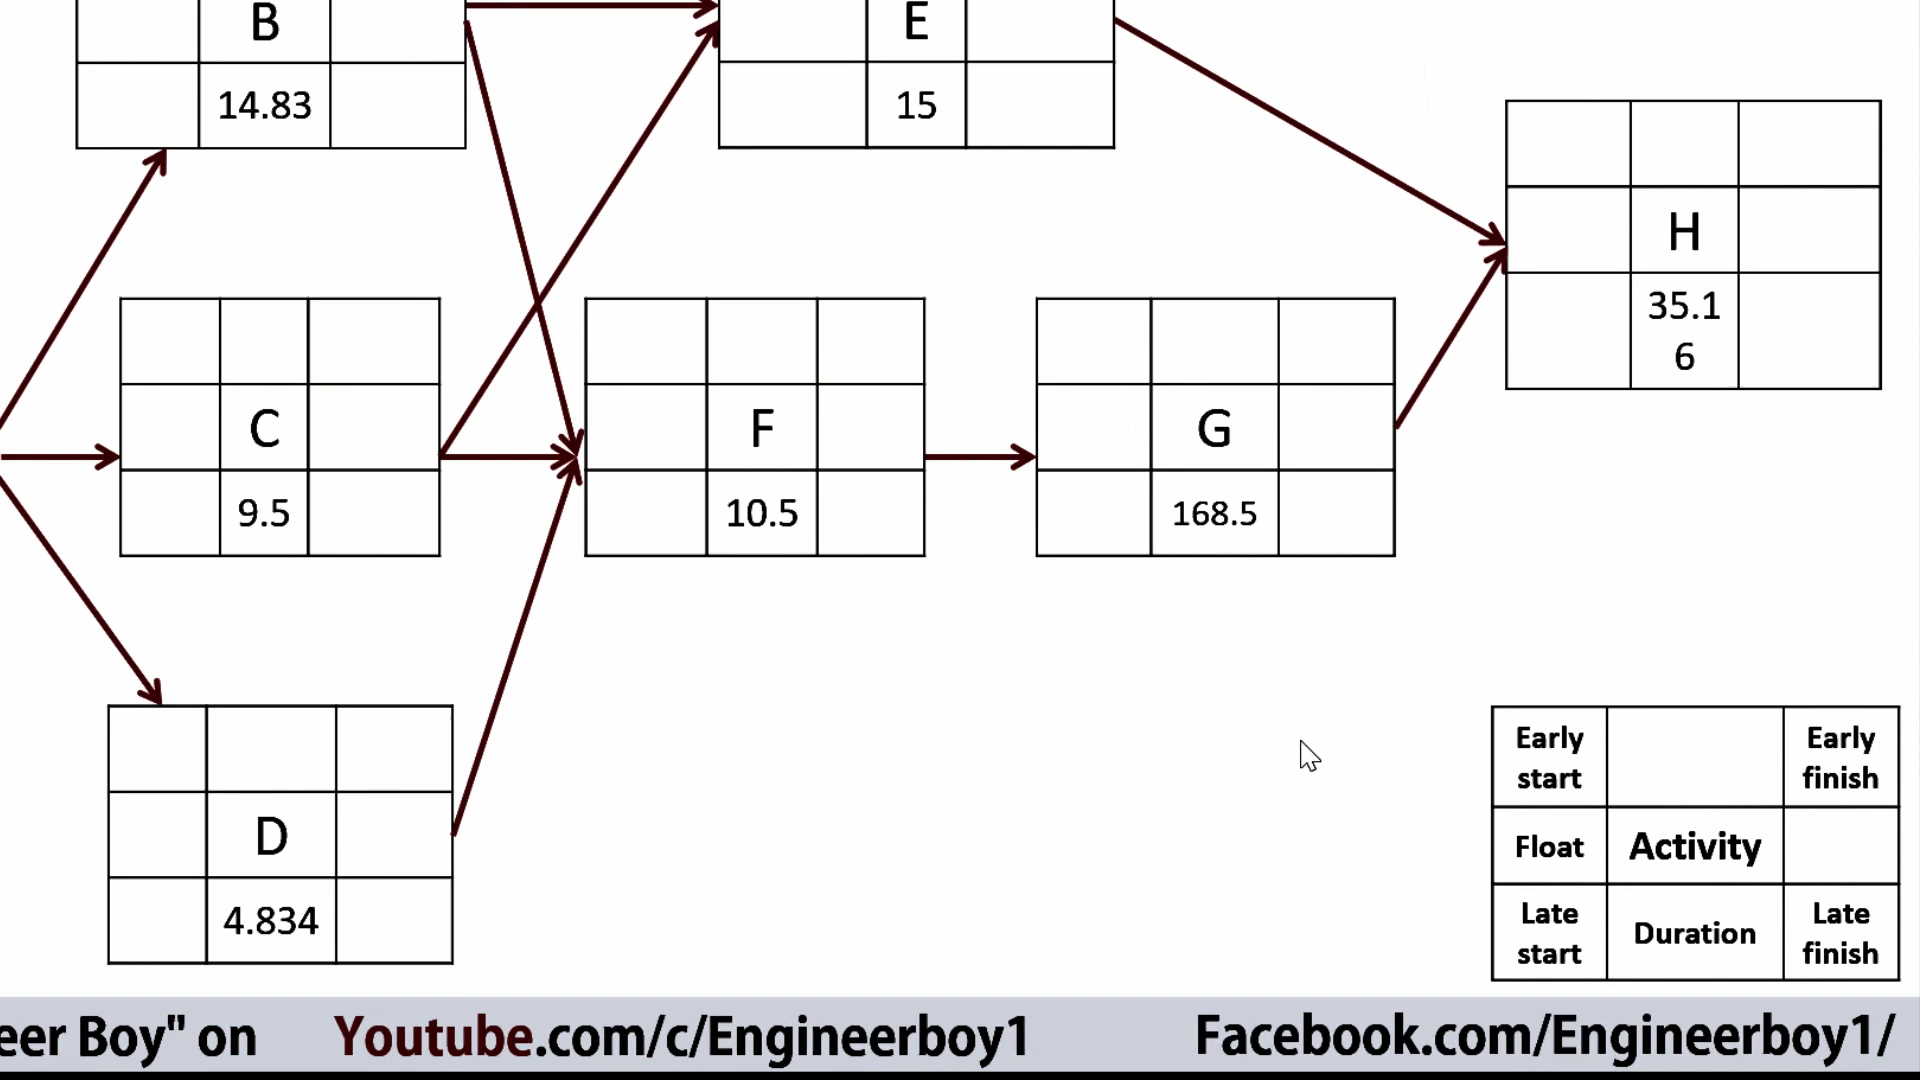 B
14.83
E
15
H
35.1
6
C
9.5
F
10.5
G
168.5
D
4.834
Early
start
Early
finish
Float
Activity
Late
start
Duration
Late
finish
eer Boy" on Youtube.com/c/Engineerboy1 Facebook.com/Engineerboy1/